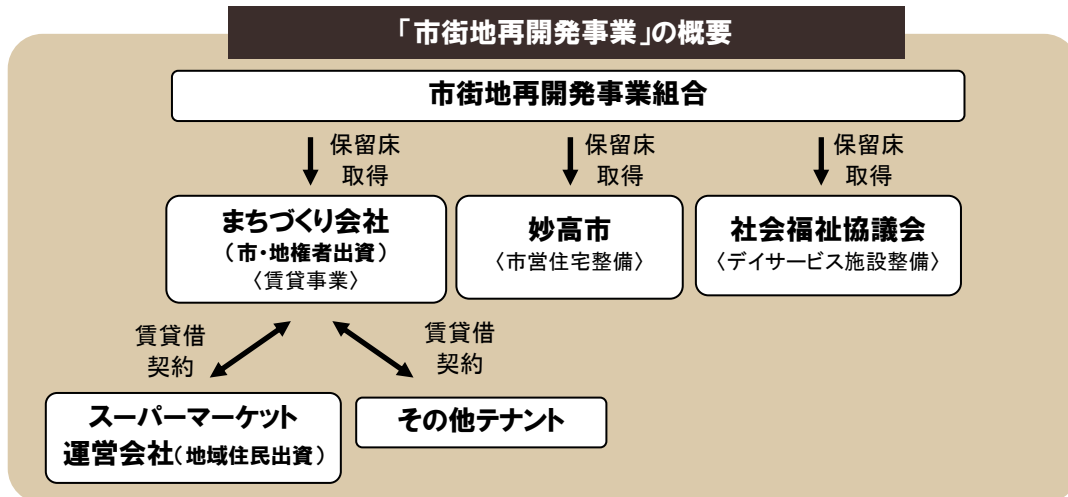 「市街地再開発事業」の概要
市街地再開発事業組合
保留床
取得
保留床
取得
保留床
取得
まちづくり会社
（市・地権者出資）
〈賃貸事業〉
妙高市
〈市営住宅整備〉
社会福祉協議会
〈デイサービス施設整備〉
賃貸借
契約
賃貸借
契約
スーパーマーケット
運営会社（地域住民出資）
その他テナント